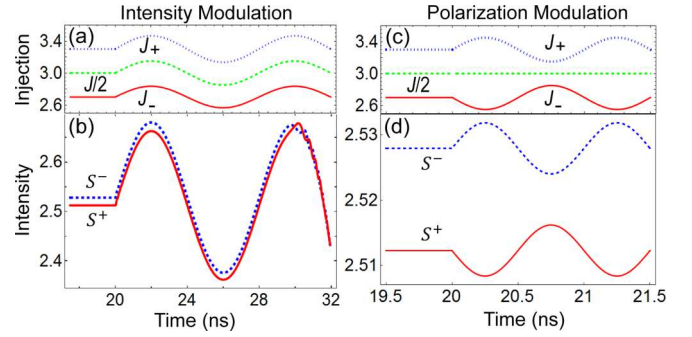 Intensity Modulation
Polarization Modulation
(a)
(c)
Injection
3.4
3.0
2.6
J+
J/2
J−
3.4
3.0
2.6
J+
J/2
J−
(b)
(d)
Intensity
2.6
2.5
2.4
S−
S+
2.53
2.52
2.51
S−
S+
20 24 28 32
19.5 20 20.5 21 21.5
Time (ns)
Time (ns)